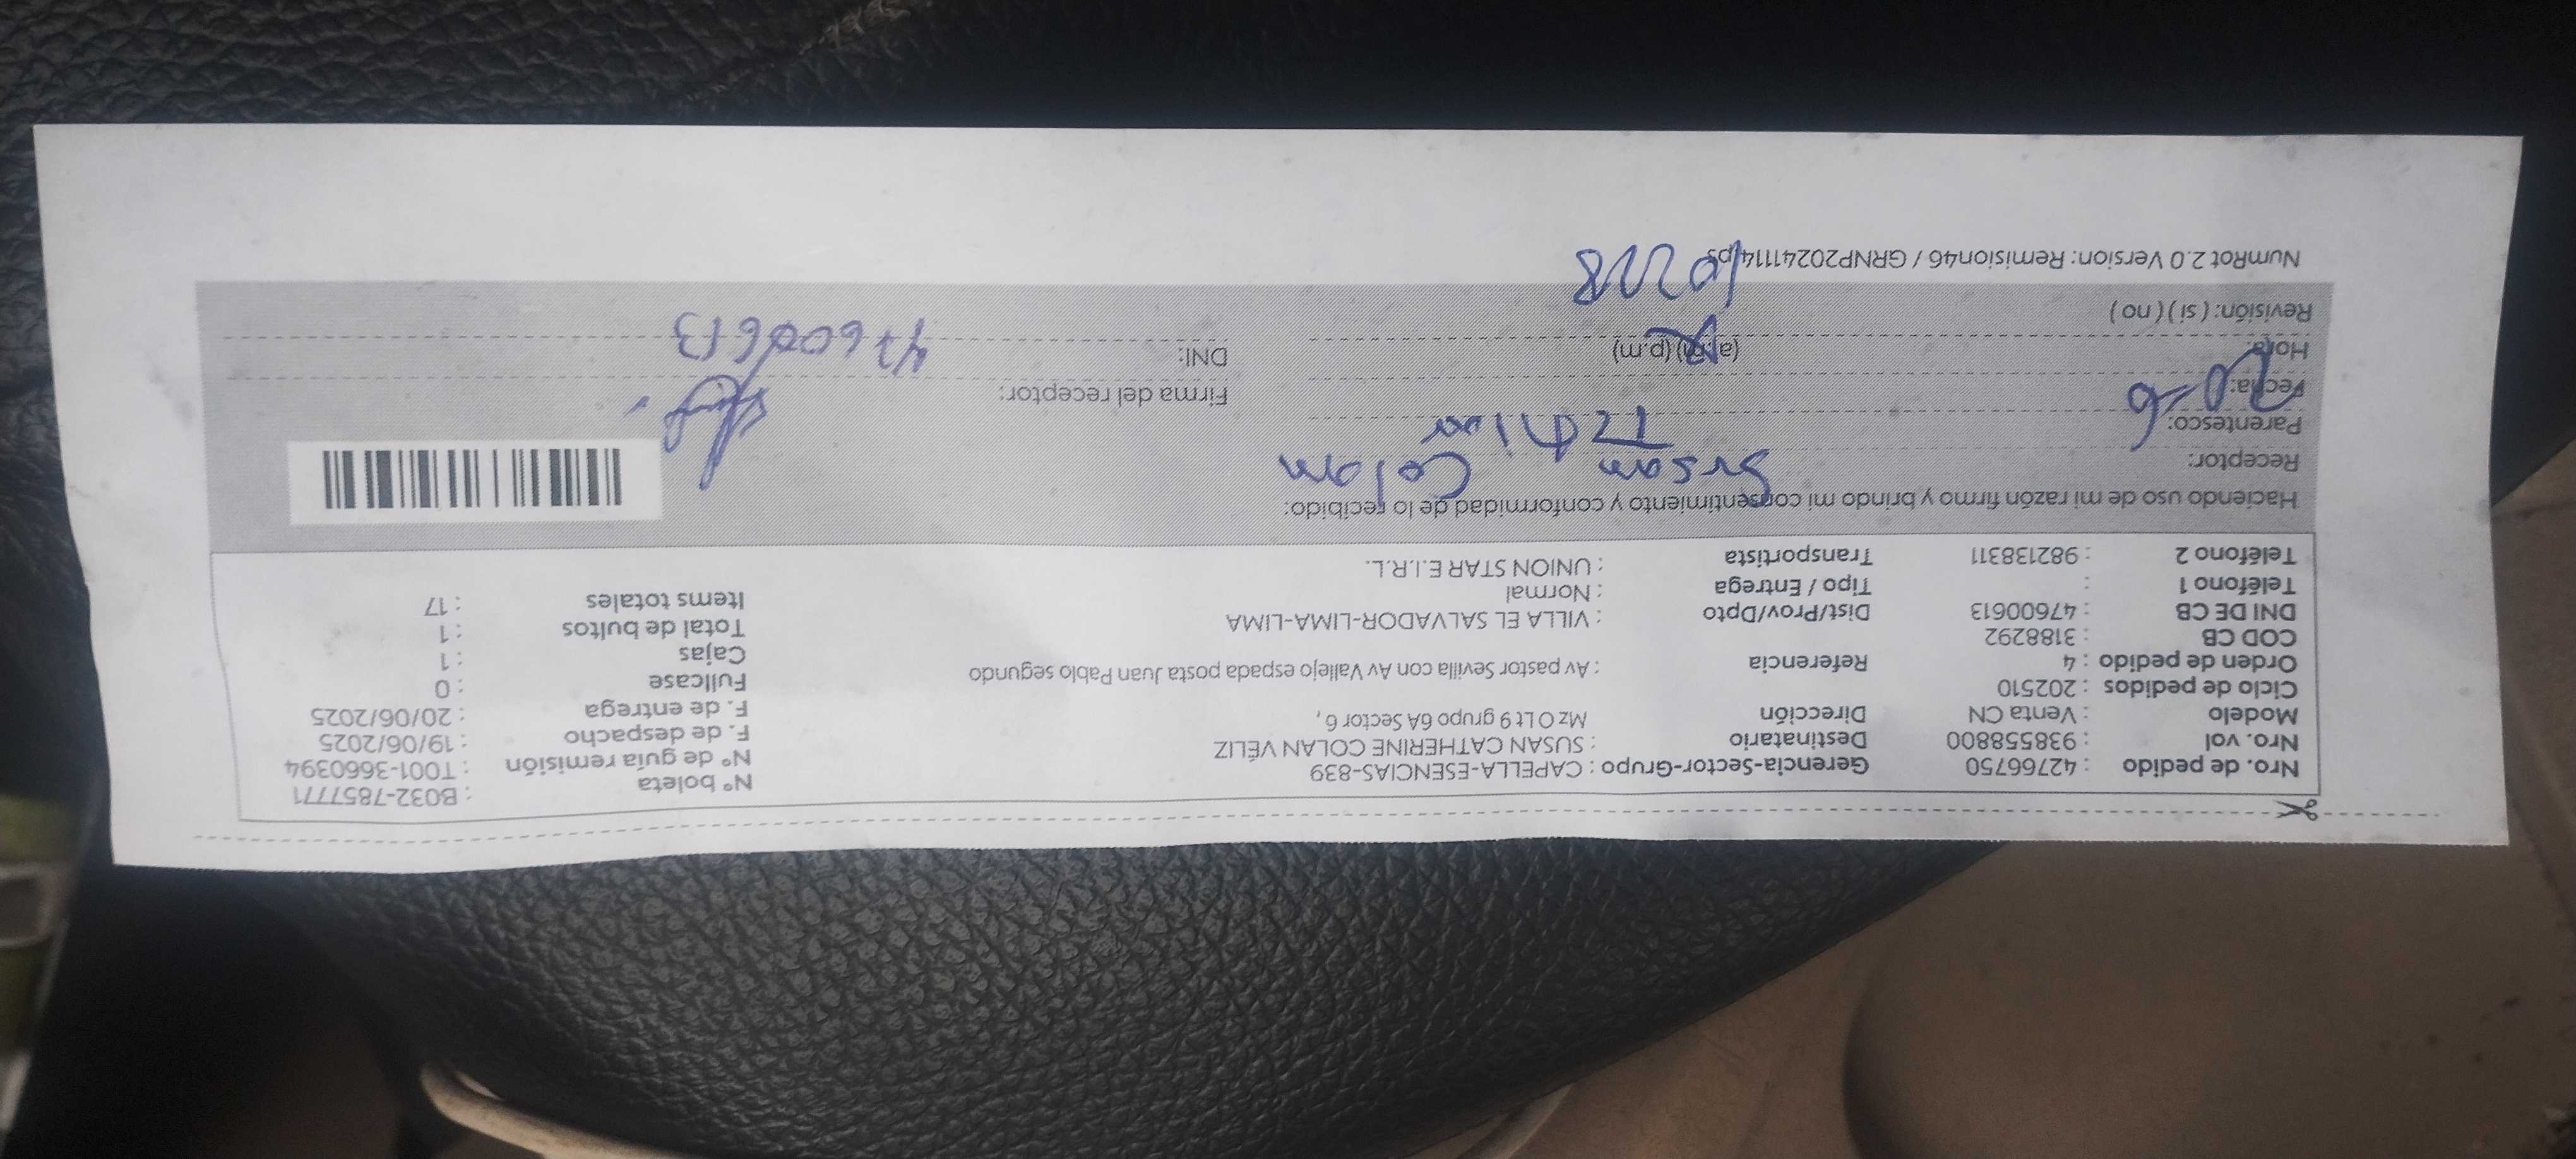 Nro. de pedido : 42766750 Gerencia-Sector-Grupo : CAPELLA-ESENCIAS-839 N° boleta : B032-7857771
Nro. vol : 938558800 Destinatario : SUSAN CATHERINE COLAN VÉLIZ N° de guía remisión : T001-3660394
Modelo : Venta CN Dirección Mz O Lt 9 grupo 6A Sector 6 , F. de despacho : 19/06/2025
Ciclo de pedidos : 202510 F. de entrega : 20/06/2025
Orden de pedido : 4 Referencia : Av pastor Sevilla con Av Vallejo espada posta Juan Pablo segundo Fullcase : 0
COD CB : 3188292 Cajas : 1
DNI DE CB : 47600613 Dist/Prov/Dpto : VILLA EL SALVADOR-LIMA-LIMA Total de bultos : 1
Teléfono 1 : Tipo / Entrega : Normal Items totales : 17
Teléfono 2 : 982138311 Transportista : UNION STAR E.I.R.L.
Haciendo uso de mi razón firmo y brindo mi consentimiento y conformidad de lo recibido:
Receptor: Susan Colan
Parentesco: Titular
Fecha: 20-6 Firma del receptor:
Hora: (a.m) (p.m) DNI: 47600613
Revisión: ( si ) ( no )
10228
NumRot 2.0 Version: Remision46 / GRNP20241114.ps